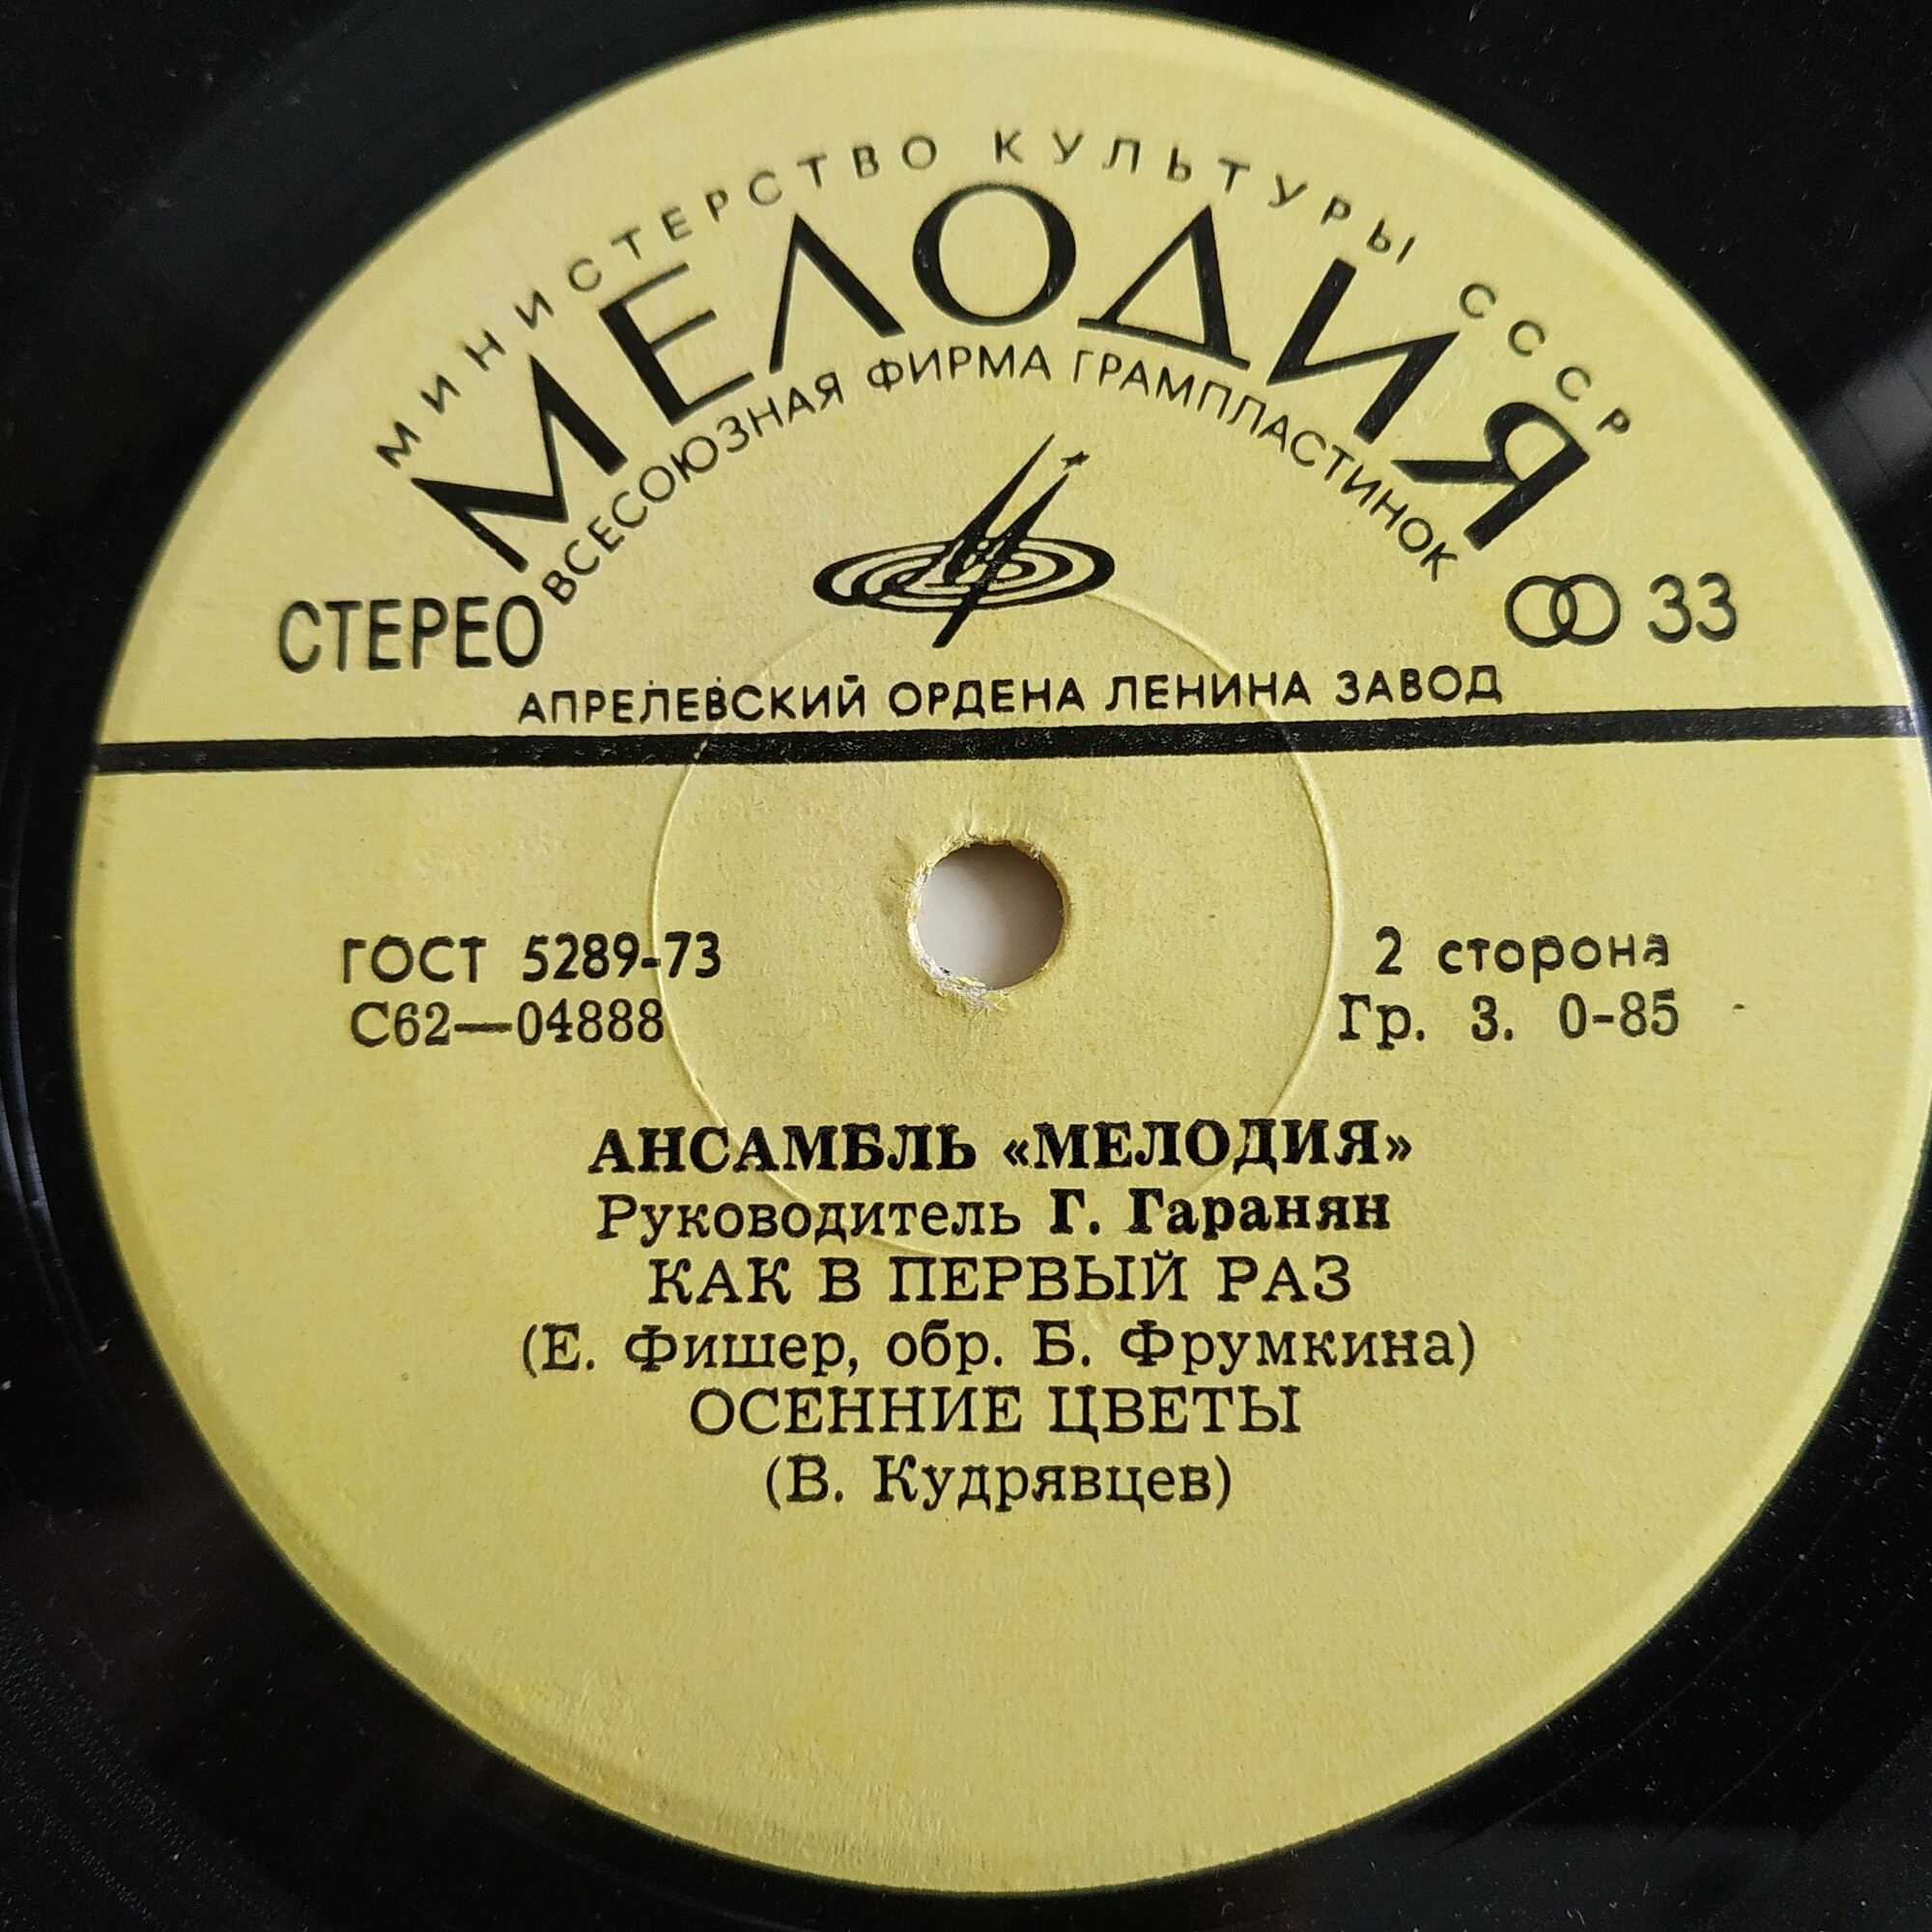 МИНИСТЕРСТВО КУЛЬТУРЫ СССР
МЕЛОДИЯ
ВСЕСОЮЗНАЯ ФИРМА ГРАМПЛАСТИНОК
СТЕРЕО
33
АПРЕЛЕВСКИЙ ОРДЕНА ЛЕНИНА ЗАВОД
ГОСТ 5289-73
2 сторона
С62—04888
Гр. 3. 0-85
АНСАМБЛЬ «МЕЛОДИЯ»
Руководитель Г. Гаранян
КАК В ПЕРВЫЙ РАЗ
(Е. Фишер, обр. Б. Фрумкина)
ОСЕННИЕ ЦВЕТЫ
(В. Кудрявцев)